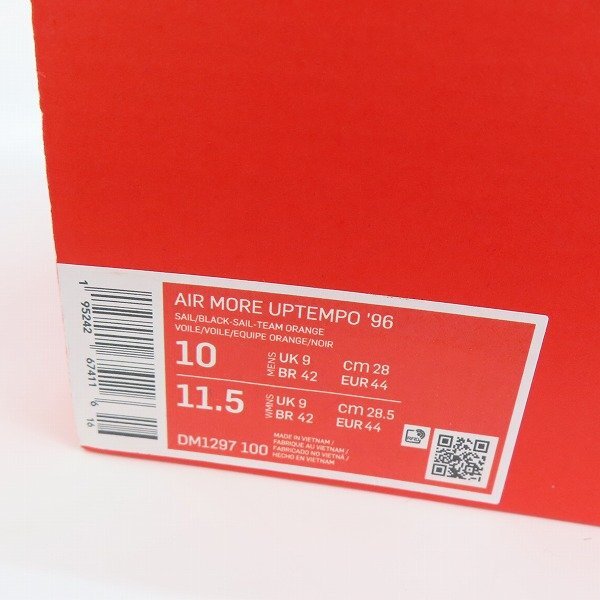 AIR MORE UPTEMPO '96
SAIL/BLACK-SAIL-TEAM ORANGE
VOILE/VOILE/EQUIPE ORANGE/NOIR
10 MENS UK 9 cm 28
BR 42 EUR 44
11.5 WMNS UK 9 cm 28.5
BR 42 EUR 44
DM1297 100
MADE IN VIETNAM /
FABRIQUE AU VIETNAM /
FABRICADO NO VIETNÃ /
HECHO EN VIETNAM
1 95242 67411 6 16